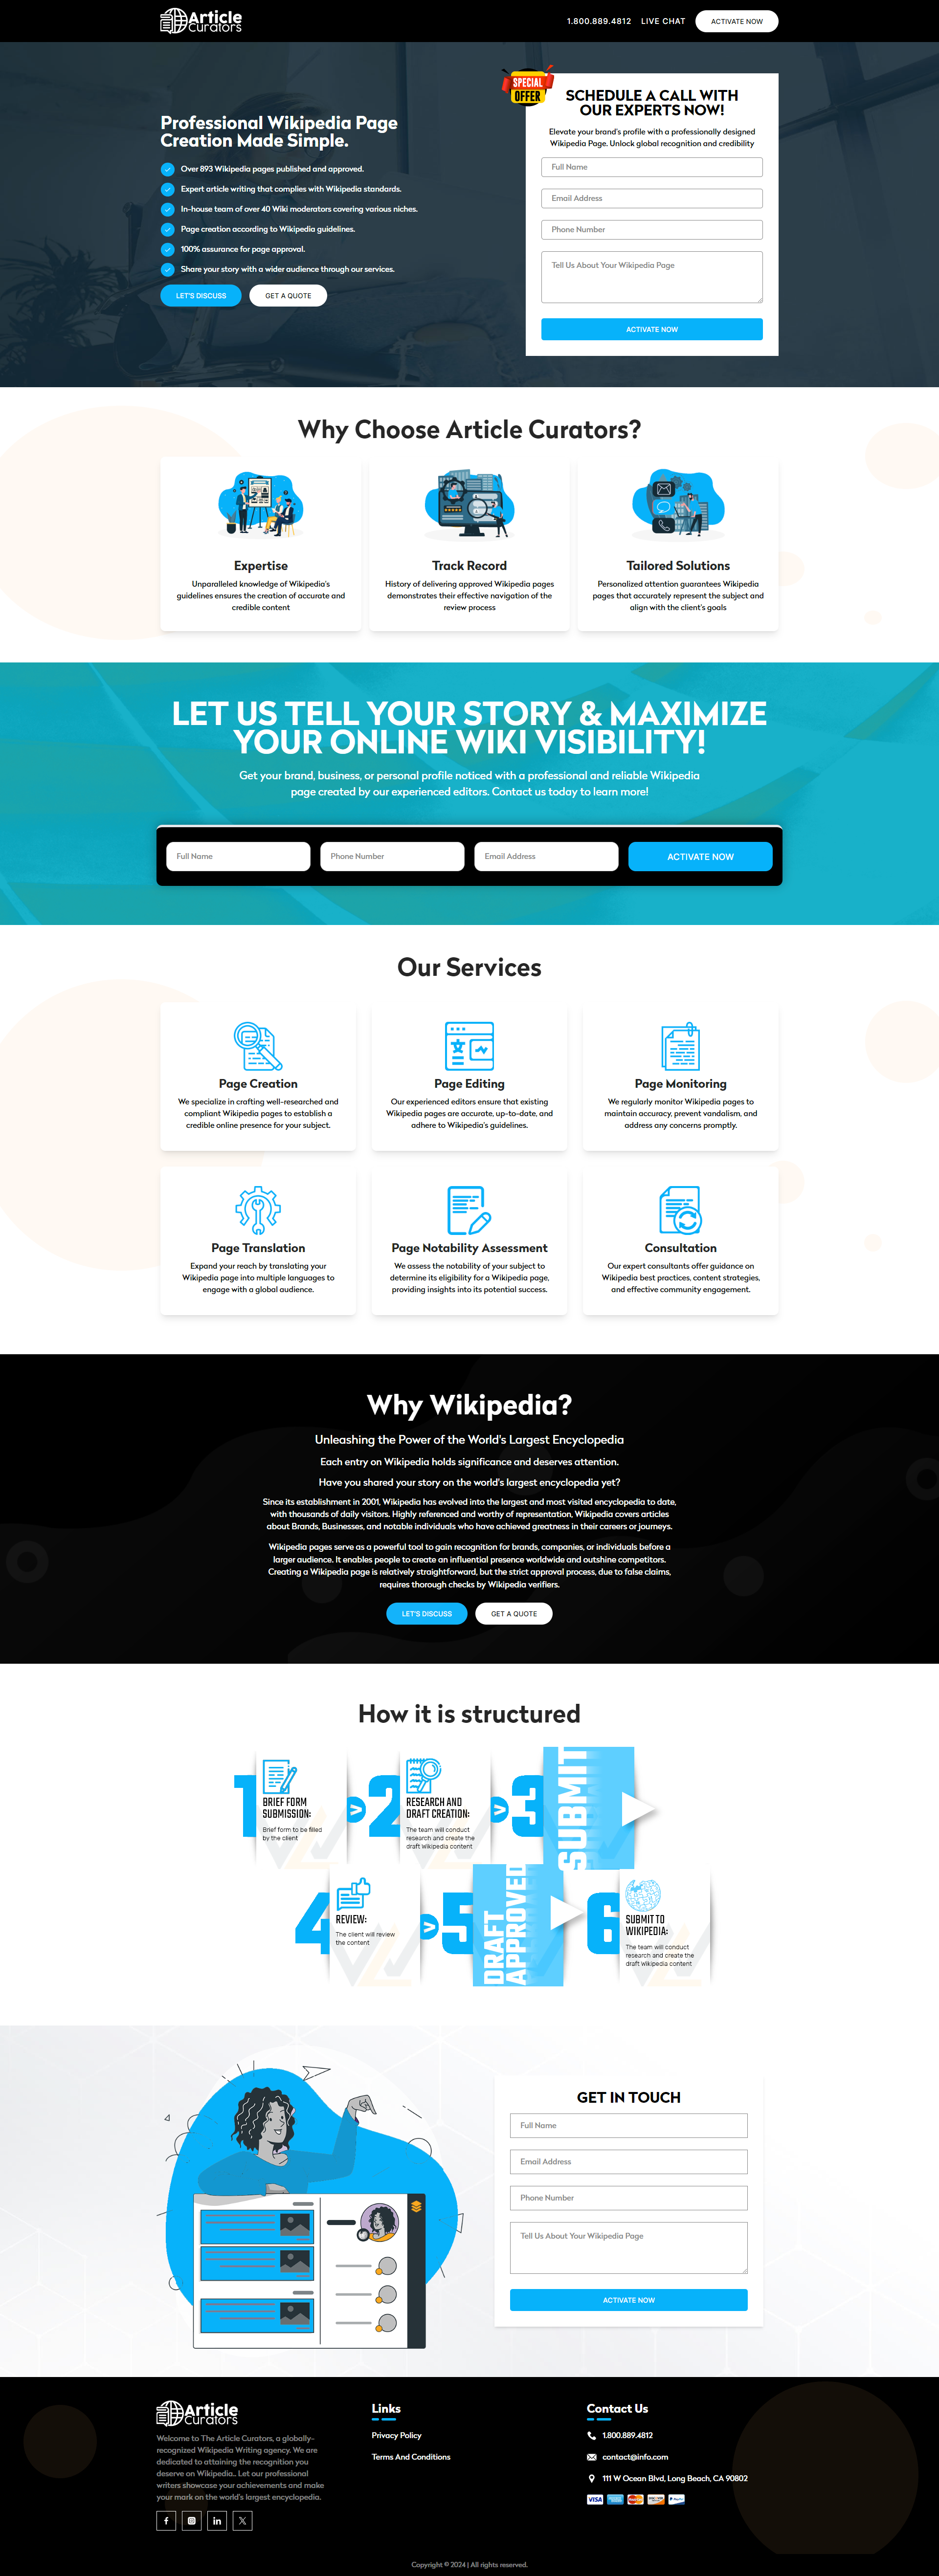 Article
Curators
1.800.889.4812
LIVE CHAT
ACTIVATE NOW
Professional Wikipedia Page
Creation Made Simple.
Over 893 Wikipedia pages published and approved.
Expert article writing that complies with Wikipedia standards.
In-house team of over 40 Wiki moderators covering various niches.
Page creation according to Wikipedia guidelines.
100% assurance for page approval.
Share your story with a wider audience through our services.
LET'S DISCUSS
GET A QUOTE
SPECIAL
OFFER
SCHEDULE A CALL WITH
OUR EXPERTS NOW!
Elevate your brand's profile with a professionally designed
Wikipedia Page. Unlock global recognition and credibility
Full Name
Email Address
Phone Number
Tell Us About Your Wikipedia Page
ACTIVATE NOW
Why Choose Article Curators?
Expertise
Unparalleled knowledge of Wikipedia's
guidelines ensures the creation of accurate and
credible content
Track Record
History of delivering approved Wikipedia pages
demonstrates their effective navigation of the
review process
Tailored Solutions
Personalized attention guarantees Wikipedia
pages that accurately represent the subject and
align with the client's goals
LET US TELL YOUR STORY & MAXIMIZE
YOUR ONLINE WIKI VISIBILITY!
Get your brand, business, or personal profile noticed with a professional and reliable Wikipedia
page created by our experienced editors. Contact us today to learn more!
Full Name
Phone Number
Email Address
ACTIVATE NOW
Our Services
Page Creation
We specialize in crafting well-researched and
compliant Wikipedia pages to establish a
credible online presence for your subject.
Page Editing
Our experienced editors ensure that existing
Wikipedia pages are accurate, up-to-date, and
adhere to Wikipedia's guidelines.
Page Monitoring
We regularly monitor Wikipedia pages to
maintain accuracy, prevent vandalism, and
address any concerns promptly.
Page Translation
Expand your reach by translating your
Wikipedia page into multiple languages to
engage with a global audience.
Page Notability Assessment
We assess the notability of your subject to
determine its eligibility for a Wikipedia page,
providing insights into its potential success.
Consultation
Our expert consultants offer guidance on
Wikipedia best practices, content strategies,
and effective community engagement.
Why Wikipedia?
Unleashing the Power of the World's Largest Encyclopedia
Each entry on Wikipedia holds significance and deserves attention.
Have you shared your story on the world's largest encyclopedia yet?
Since its establishment in 2001, Wikipedia has evolved into the largest and most visited encyclopedia to date,
with thousands of daily visitors. Highly referenced and worthy of representation, Wikipedia covers articles
about Brands, Businesses, and notable individuals who have achieved greatness in their careers or journeys.
Wikipedia pages serve as a powerful tool to gain recognition for brands, companies, or individuals before a
larger audience. It enables people to create an influential presence worldwide and outshine competitors.
Creating a Wikipedia page is relatively straightforward, but the strict approval process, due to false claims,
requires thorough checks by Wikipedia verifiers.
LET'S DISCUSS
GET A QUOTE
How it is structured
1
BRIEF FORM
SUBMISSION:
Brief form to be filled
by the client
2
RESEARCH AND
DRAFT CREATION:
The team will conduct
research and create the
draft Wikipedia content
3
SUBMIT
4
REVIEW:
The client will review
the content
5
DRAFT
APPROVED
6
SUBMIT TO
WIKIPEDIA:
The team will conduct
research and create the
draft Wikipedia content
GET IN TOUCH
Full Name
Email Address
Phone Number
Tell Us About Your Wikipedia Page
ACTIVATE NOW
Article
Curators
Welcome to The Article Curators, a globally-
recognized Wikipedia Writing agency. We are
dedicated to attaining the recognition you
deserve on Wikipedia.. Let our professional
writers showcase your achievements and make
your mark on the world's largest encyclopedia.
Links
Privacy Policy
Terms And Conditions
Contact Us
1.800.889.4812
contact@info.com
111 W Ocean Blvd, Long Beach, CA 90802
VISA
Copyright © 2024 | All rights reserved.